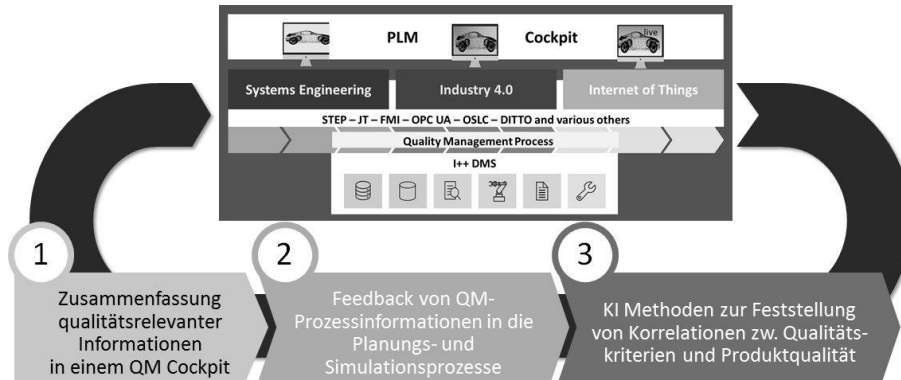 PLM Cockpit
live
Systems Engineering Industry 4.0 Internet of Things
STEP – JT – FMI – OPC UA – OSLC – DITTO and various others
Quality Management Process
I++ DMS
1
Zusammenfassung
qualitätsrelevanter
Informationen
in einem QM Cockpit
2
Feedback von QM-
Prozessinformationen in die
Planungs- und
Simulationsprozesse
3
KI Methoden zur Feststellung
von Korrelationen zw. Qualitäts-
kriterien und Produktqualität